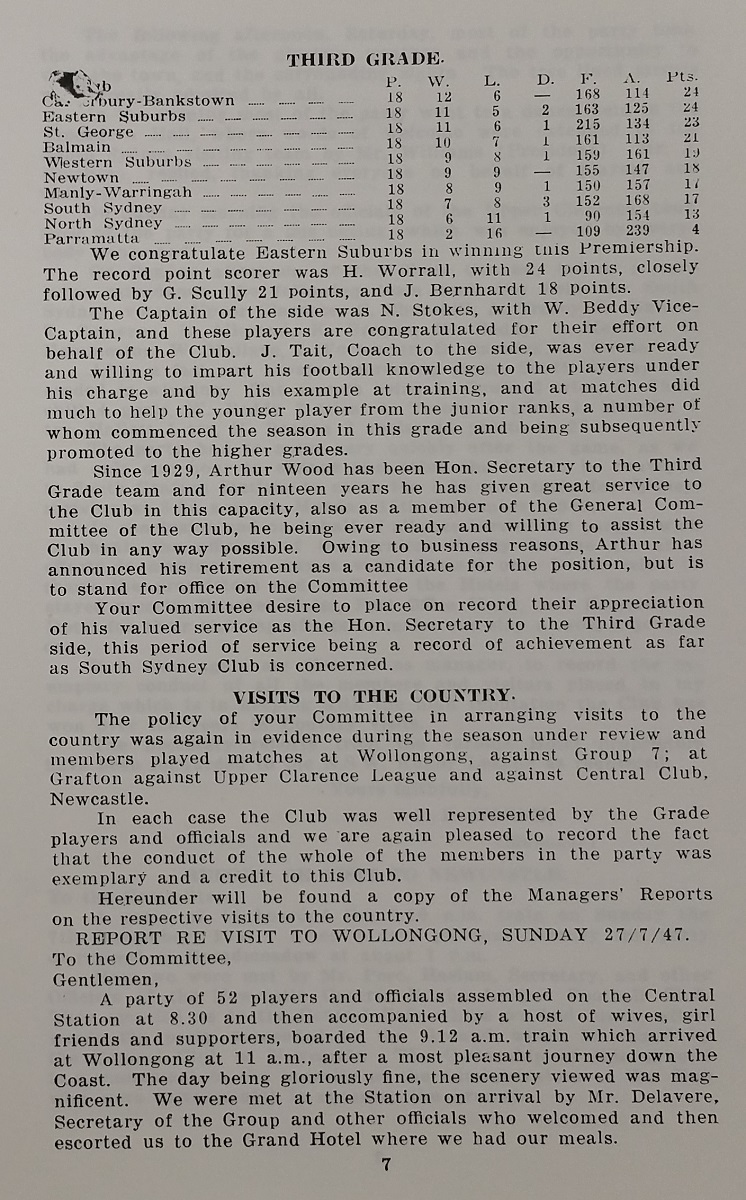 THIRD GRADE.
P. W. L. D. F. A. Pts.
Canterbury-Bankstown 18 12 6 — 168 114 24
Eastern Suburbs 18 11 5 2 163 125 24
St. George 18 11 6 1 215 134 23
Balmain 18 10 7 1 161 113 21
Western Suburbs 18 9 8 1 159 161 19
Newtown 18 9 9 — 155 147 18
Manly-Warringah 18 8 9 1 150 157 17
South Sydney 18 7 8 3 152 168 17
North Sydney 18 6 11 1 90 154 13
Parramatta 18 2 16 — 109 239 4
We congratulate Eastern Suburbs in winning this Premiership.
The record point scorer was H. Worrall, with 24 points, closely
followed by G. Scully 21 points, and J. Bernhardt 18 points.
The Captain of the side was N. Stokes, with W. Beddy Vice-
Captain, and these players are congratulated for their effort on
behalf of the Club. J. Tait, Coach to the side, was ever ready
and willing to impart his football knowledge to the players under
his charge and by his example at training, and at matches did
much to help the younger player from the junior ranks, a number of
whom commenced the season in this grade and being subsequently
promoted to the higher grades.
Since 1929, Arthur Wood has been Hon. Secretary to the Third
Grade team and for ninteen years he has given great service to
the Club in this capacity, also as a member of the General Com-
mittee of the Club, he being ever ready and willing to assist the
Club in any way possible. Owing to business reasons, Arthur has
announced his retirement as a candidate for the position, but is
to stand for office on the Committee
Your Committee desire to place on record their appreciation
of his valued service as the Hon. Secretary to the Third Grade
side, this period of service being a record of achievement as far
as South Sydney Club is concerned.
VISITS TO THE COUNTRY.
The policy of your Committee in arranging visits to the
country was again in evidence during the season under review and
members played matches at Wollongong, against Group 7; at
Grafton against Upper Clarence League and against Central Club,
Newcastle.
In each case the Club was well represented by the Grade
players and officials and we are again pleased to record the fact
that the conduct of the whole of the members in the party was
exemplary and a credit to this Club.
Hereunder will be found a copy of the Managers' Reports
on the respective visits to the country.
REPORT RE VISIT TO WOLLONGONG, SUNDAY 27/7/47.
To the Committee,
Gentlemen,
A party of 52 players and officials assembled on the Central
Station at 8.30 and then accompanied by a host of wives, girl
friends and supporters, boarded the 9.12 a.m. train which arrived
at Wollongong at 11 a.m., after a most pleasant journey down the
Coast. The day being gloriously fine, the scenery viewed was mag-
nificent. We were met at the Station on arrival by Mr. Delavere,
Secretary of the Group and other officials who welcomed and then
escorted us to the Grand Hotel where we had our meals.
7